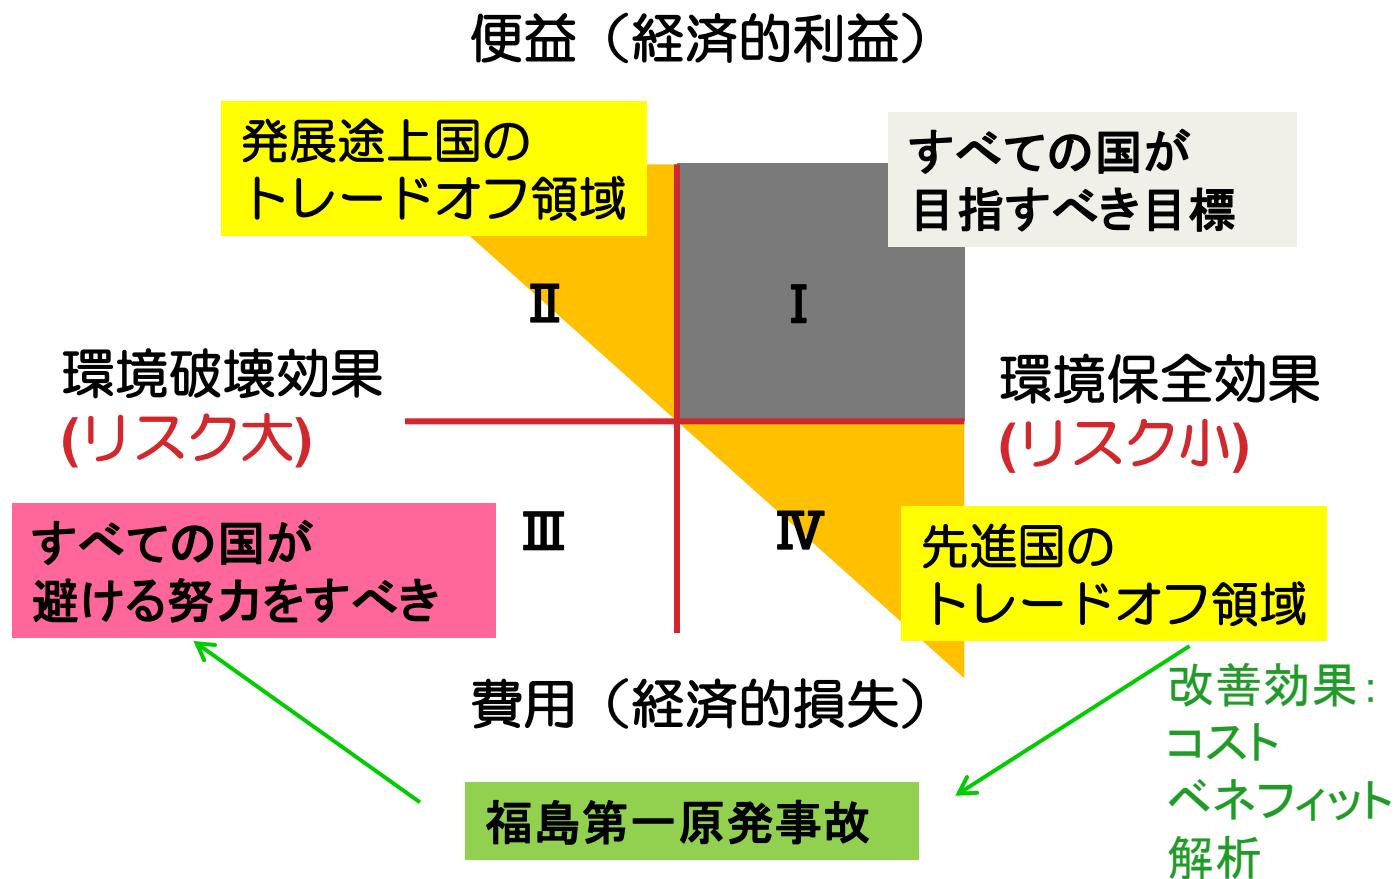 便益（経済的利益）
発展途上国の
トレードオフ領域
すべての国が
目指すべき目標
Ⅱ
Ⅰ
環境破壊効果
(リスク大)
環境保全効果
(リスク小)
すべての国が
避ける努力をすべき
Ⅲ
Ⅳ
先進国の
トレードオフ領域
費用（経済的損失）
改善効果：
コスト
ベネフィット
解析
福島第一原発事故